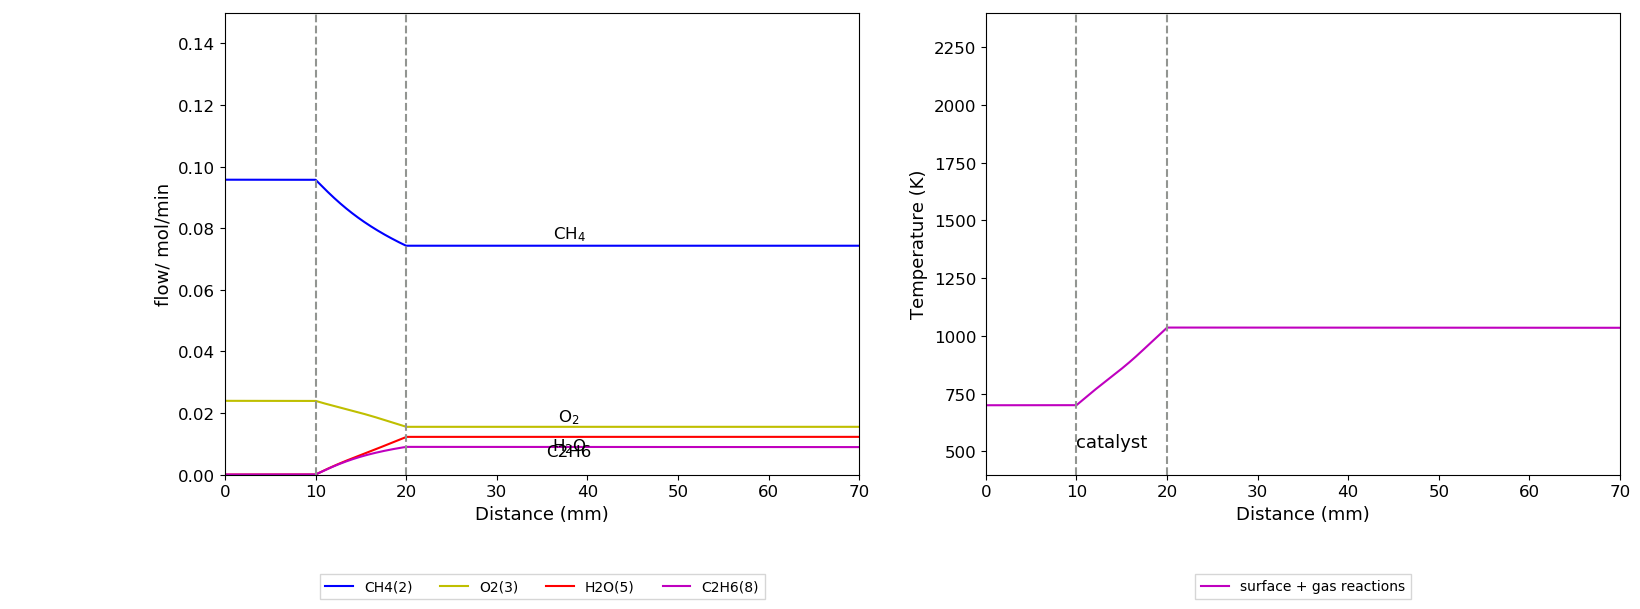 0.14
0.12
0.10
0.08
0.06
0.04
0.02
0.00
flow/ mol/min
CH4
O2
H2O
C2H6
0 10 20 30 40 50 60 70
Distance (mm)
CH4(2) O2(3) H2O(5) C2H6(8)
2250
2000
1750
1500
1250
1000
750
500
Temperature (K)
catalyst
0 10 20 30 40 50 60 70
Distance (mm)
surface + gas reactions